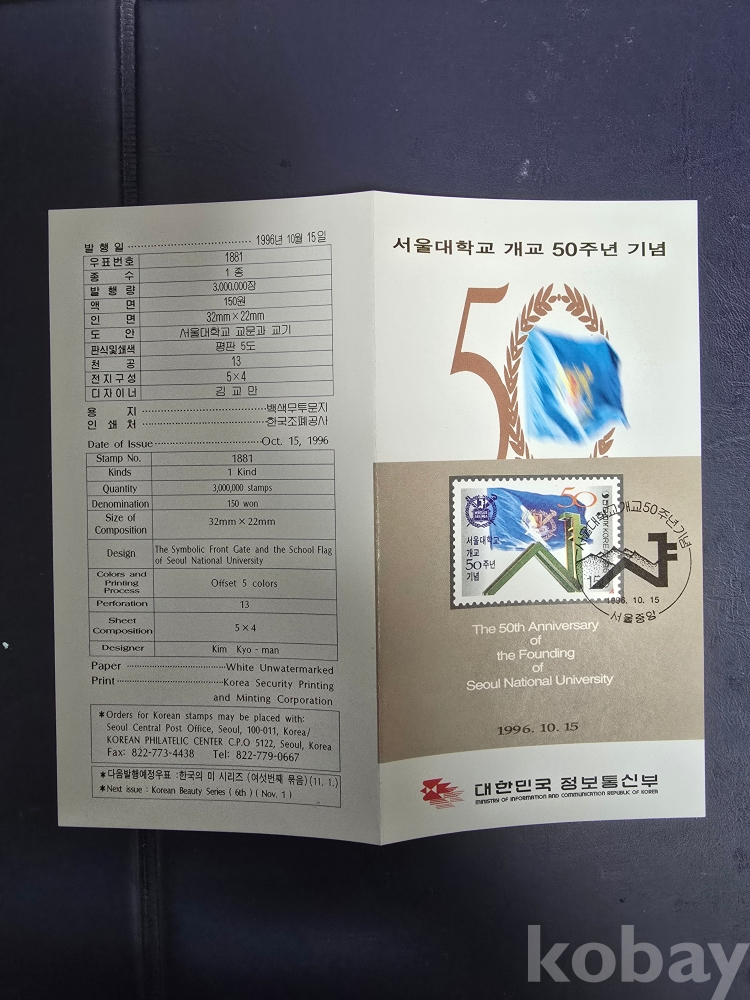 발 행 일 1996년 10월 15일
우표번호 1881
종 수 1 종
발 행 량 3,000,000장
액 면 150원
인 면 32mm × 22mm
도 안 서울대학교 교문과 교기
판식및쇄색 평판 5도
천 공 13
전지구성 5 × 4
디자이너 김 교 만
용 지 백색무투문지
인 쇄 처 한국조폐공사
Date of Issue Oct. 15, 1996
Stamp No. 1881
Kinds 1 Kind
Quantity 3,000,000 stamps
Denomination 150 won
Size of Composition 32mm × 22mm
Design The Symbolic Front Gate and the School Flag of Seoul National University
Colors and Printing Process Offset 5 colors
Perforation 13
Sheet Composition 5 × 4
Designer Kim Kyo - man
Paper White Unwatermarked
Print Korea Security Printing
and Minting Corporation
＊Orders for Korean stamps may be placed with:
Seoul Central Post Office, Seoul, 100-011, Korea/
KOREAN PHILATELIC CENTER C.P.O 5122, Seoul, Korea
Fax: 822-773-4438 Tel: 822-779-0667
＊다음발행예정우표 : 한국의 미 시리즈 (여섯번째 묶음) (11. 1.)
＊Next issue : Korean Beauty Series ( 6th ) ( Nov. 1 )
서울대학교 개교 50주년 기념
50
50
서울대학교
개교
50주년
기념
서울대학교개교50주년기념
1996. 10. 15
서울중앙
The 50th Anniversary
of
the Founding
of
Seoul National University
1996. 10. 15
대한민국 정보통신부
MINISTRY OF INFORMATION AND COMMUNICATION REPUBLIC OF KOREA
kobay